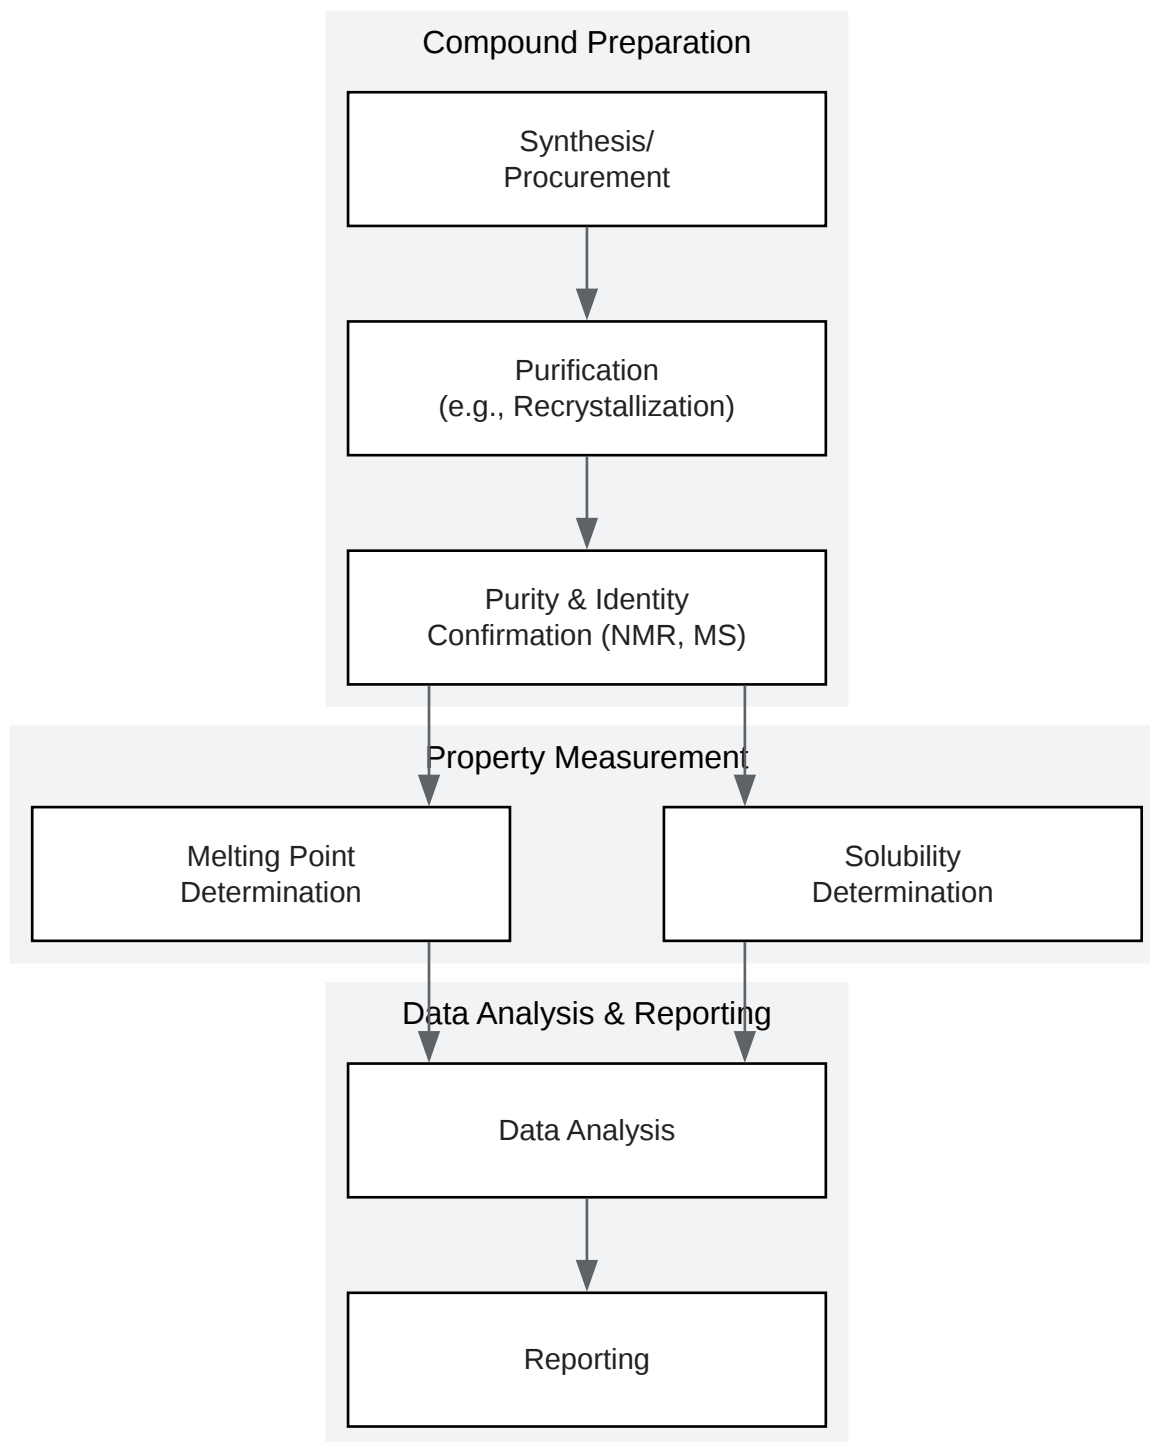 Compound Preparation
Synthesis/
Procurement
Purification
(e.g., Recrystallization)
Purity & Identity
Confirmation (NMR, MS)
Property Measurement
Melting Point
Determination
Solubility
Determination
Data Analysis & Reporting
Data Analysis
Reporting